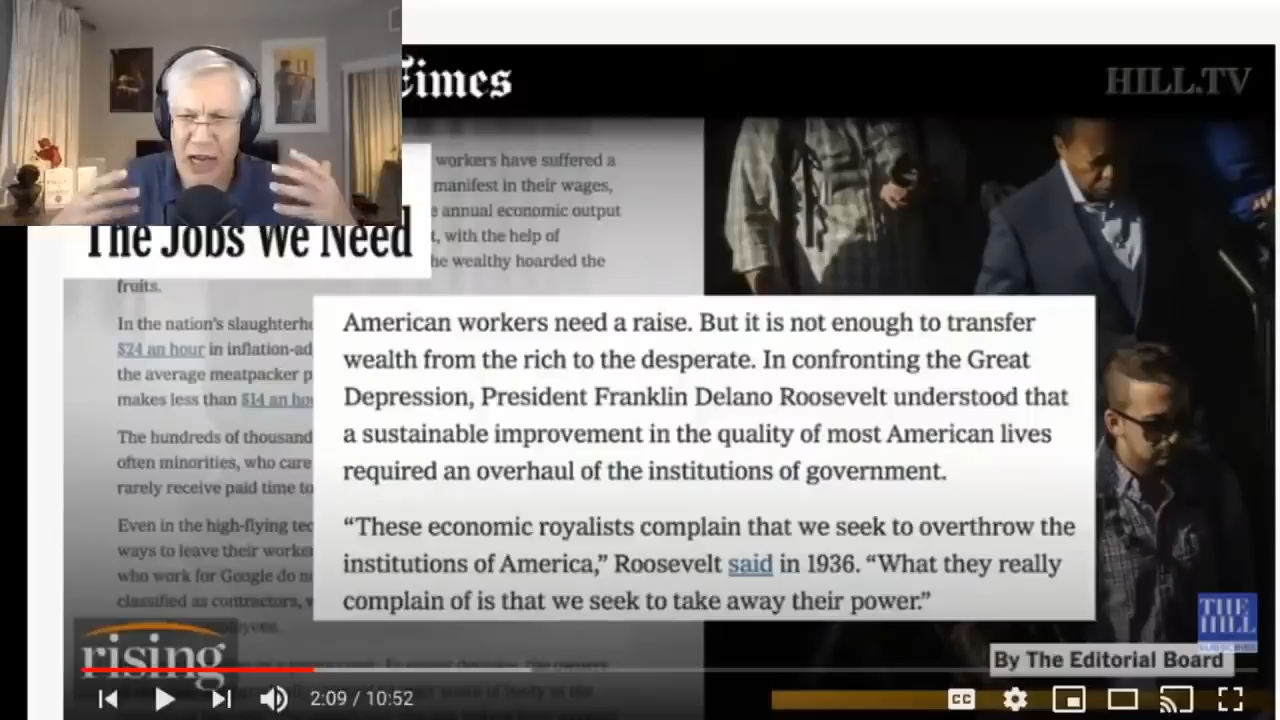 Times
HILL.TV
workers have suffered a
manifest in their wages,
annual economic output
The Jobs We Need
, with the help of
he wealthy hoarded the
fruits.
In the nation's slaughterh
$24 an hour in inflation-ad
the average meatpacker p
makes less than $14 an hou
The hundreds of thousand
often minorities, who care
rarely receive paid time to
Even in the high-flying tec
ways to leave their worke
who work for Google do n
classified as contractors,
American workers need a raise. But it is not enough to transfer
wealth from the rich to the desperate. In confronting the Great
Depression, President Franklin Delano Roosevelt understood that
a sustainable improvement in the quality of most American lives
required an overhaul of the institutions of government.
“These economic royalists complain that we seek to overthrow the
institutions of America,” Roosevelt said in 1936. “What they really
complain of is that we seek to take away their power.”
rising
THE
HILL
By The Editorial Board
2:09 / 10:52
CC